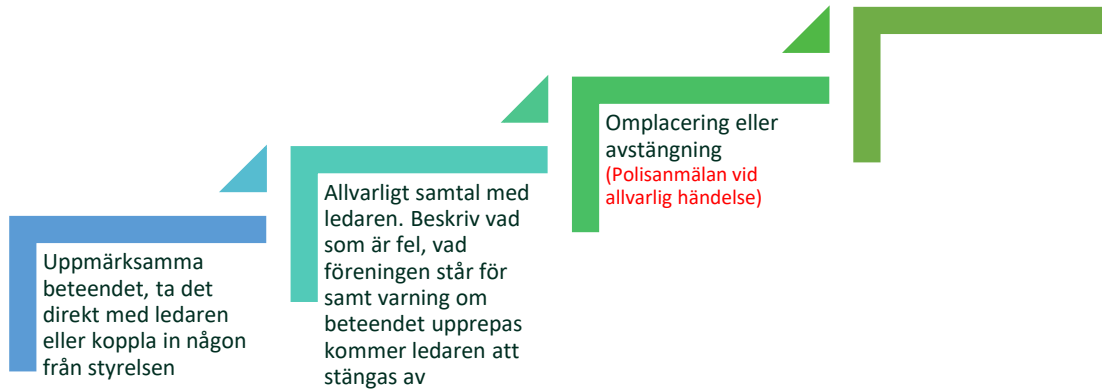 Uppmärksamma
beteendet, ta det
direkt med ledaren
eller koppla in någon
från styrelsen
Allvarligt samtal med
ledaren. Beskriv vad
som är fel, vad
föreningen står för
samt varning om
beteendet upprepas
kommer ledaren att
stängas av
Omplacering eller
avstängning
(Polisanmälan vid
allvarlig händelse)